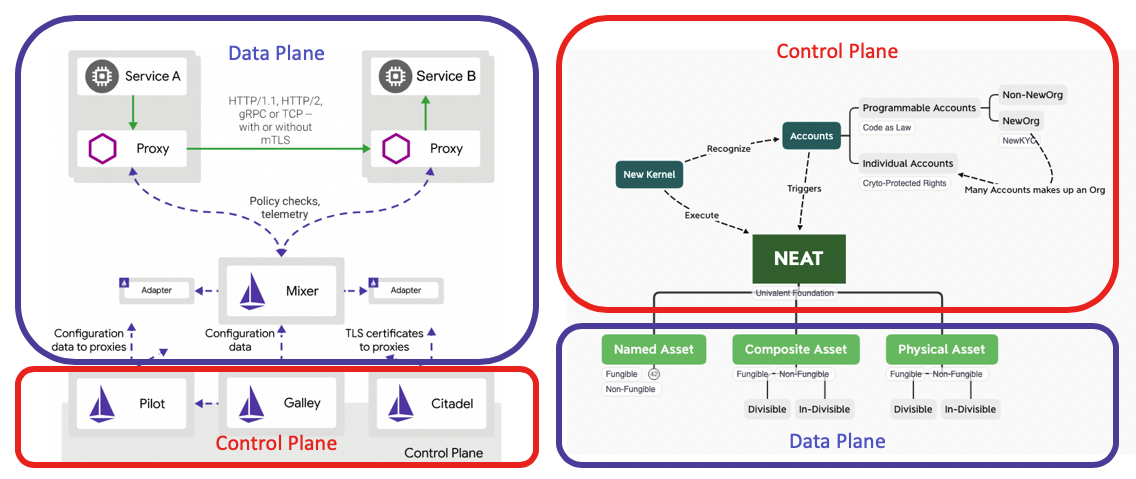 Data Plane
Service A
Service B
HTTP/1.1, HTTP/2,
gRPC or TCP --
with or without
mTLS
Proxy
Proxy
Policy checks,
telemetry
Mixer
Adapter
Adapter
Configuration
data to proxies
Configuration
data
TLS certificates
to proxies
Pilot
Galley
Citadel
Control Plane
Control Plane
Control Plane
Non-NewOrg
Programmable Accounts
Code as Law
NewOrg
NewKYC
Accounts
Recognize
Individual Accounts
Cryto-Protected Rights
Many Accounts makes up an Org
New Kernel
Triggers
Execute
NEAT
Univalent Foundation
Named Asset
Composite Asset
Physical Asset
Fungible
42
Non-Fungible
Fungible
Non-Fungible
Divisible
In-Divisible
Fungible
Non-Fungible
Divisible
In-Divisible
Data Plane